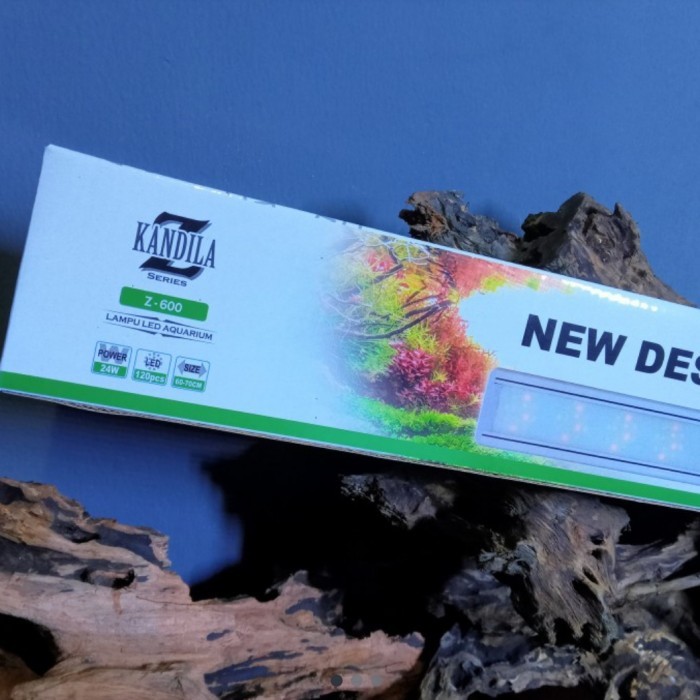 Z
KANDILA
SERIES
Z-600
LAMPU LED AQUARIUM
W
POWER
24W
LED
120pcs
SIZE
60-70CM
NEW DES